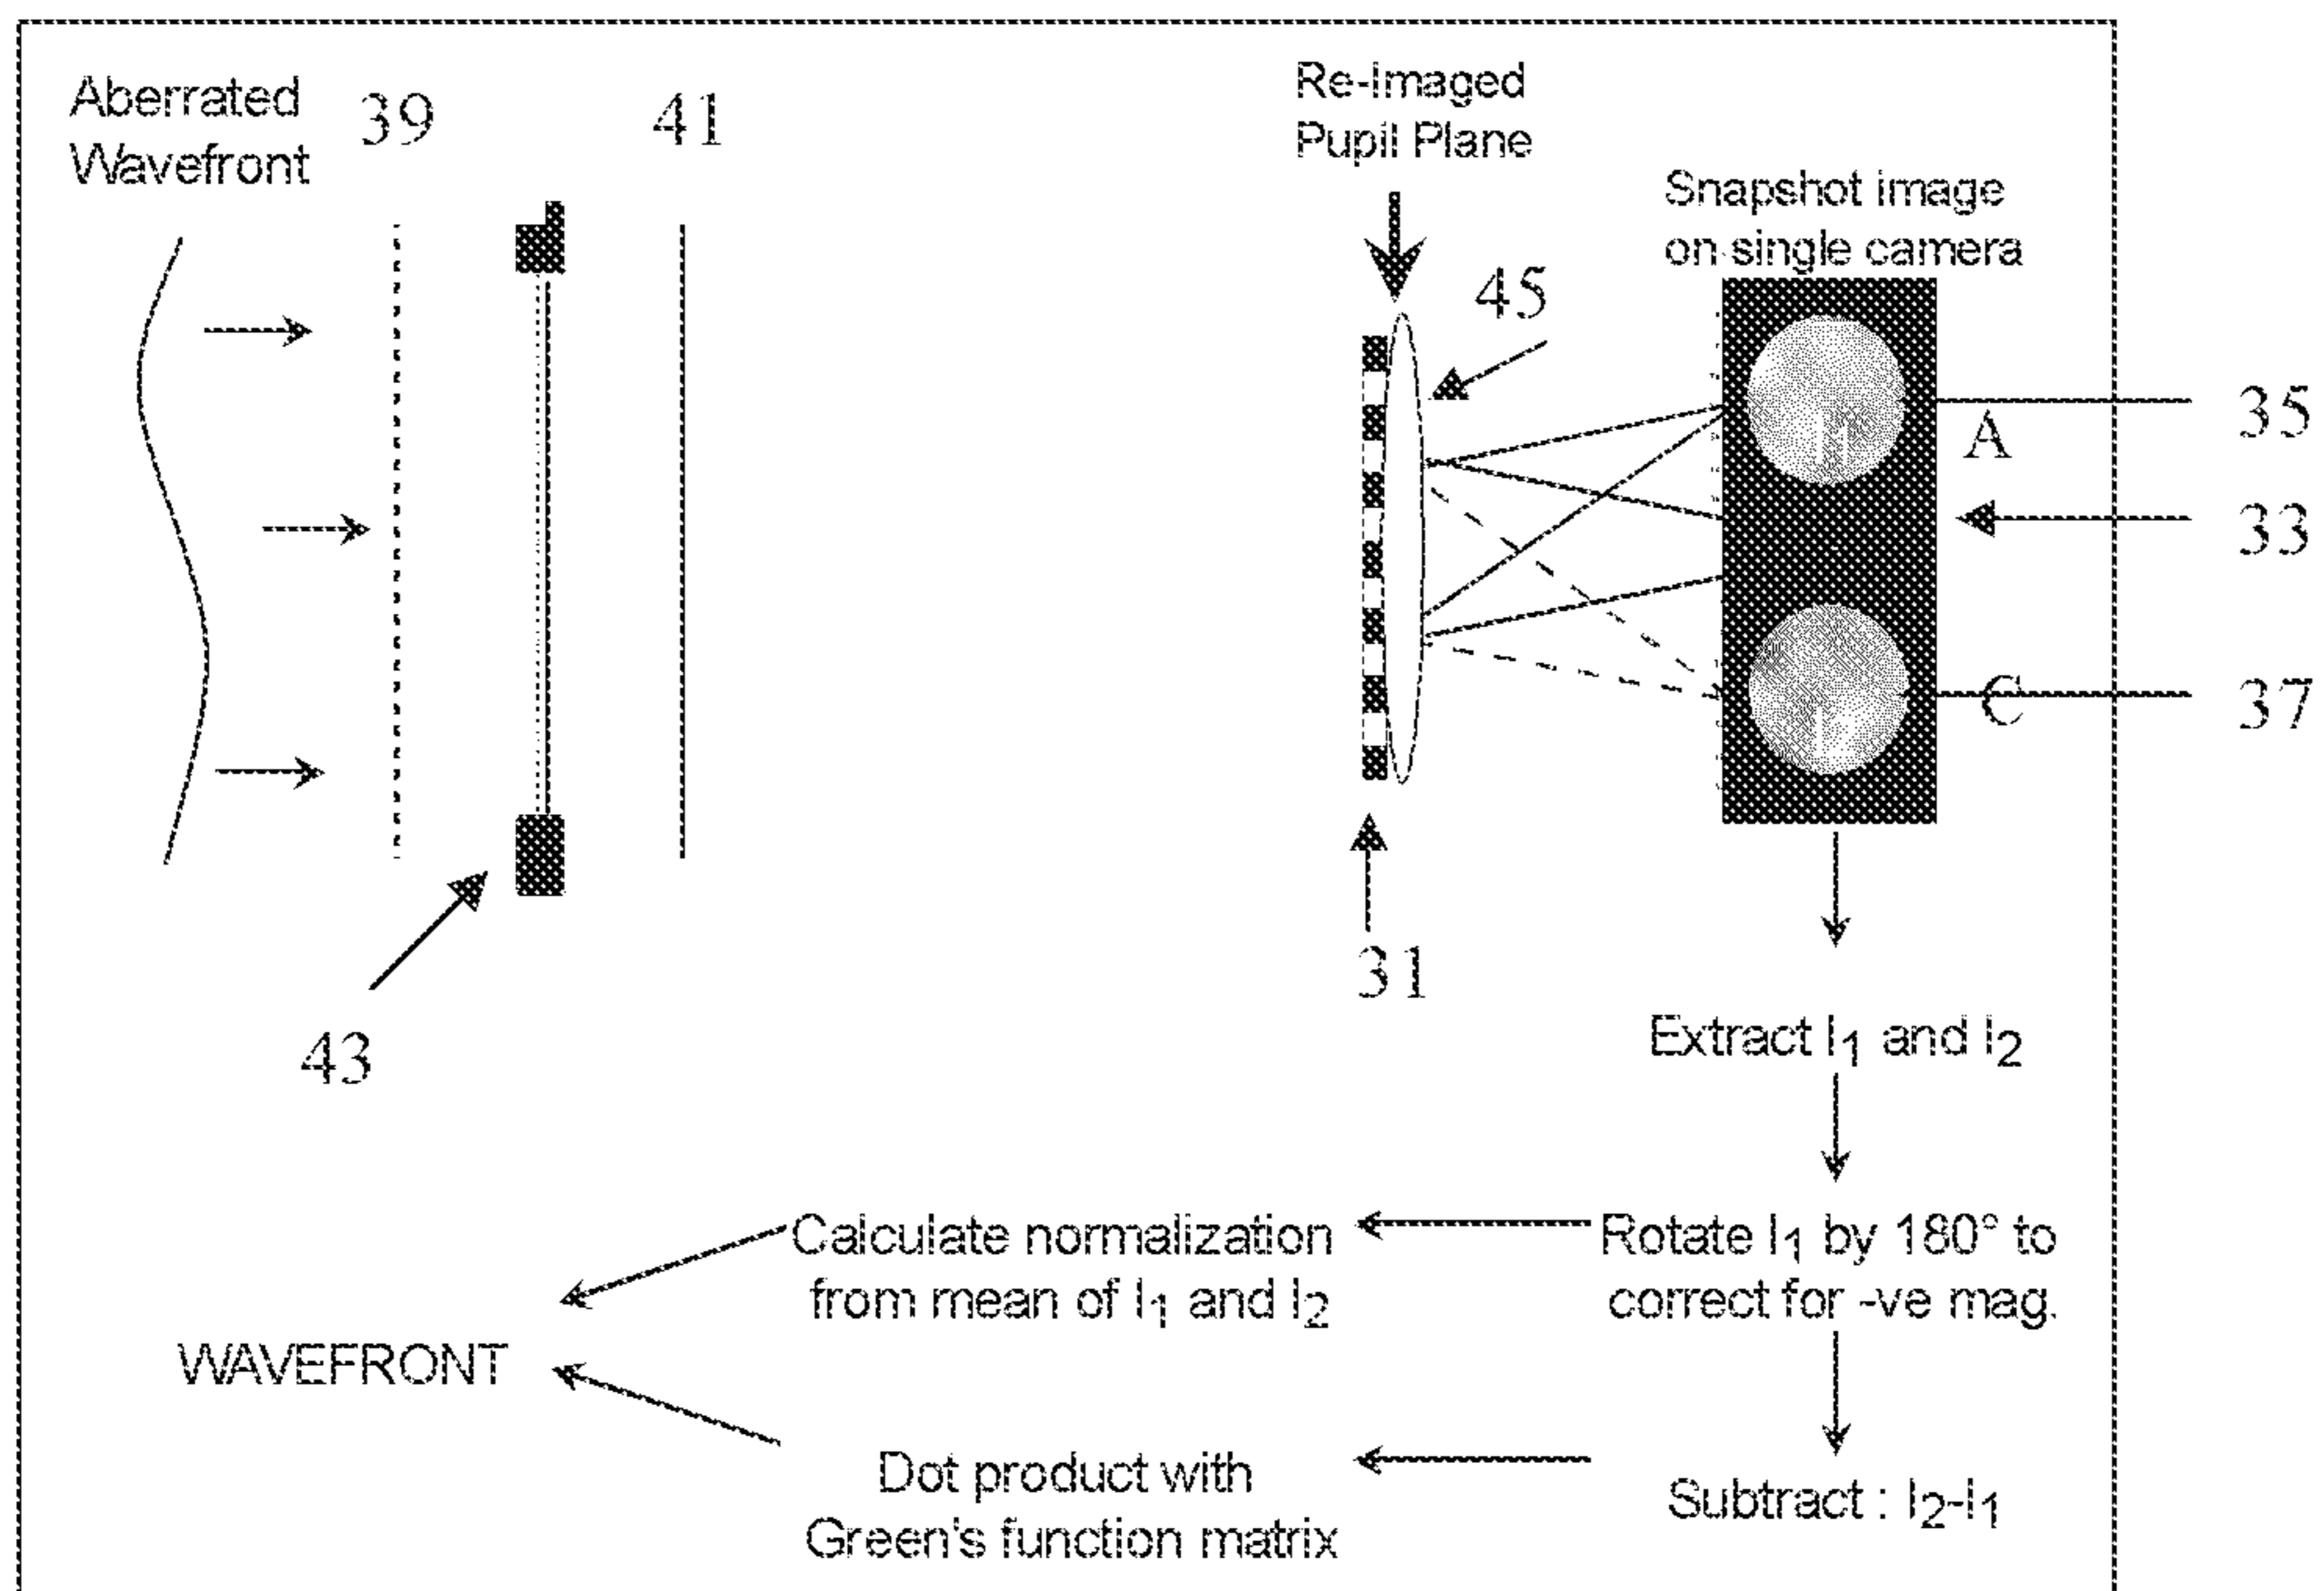 Aberrated
Wavefront
39
41
Re-Imaged
Pupil Plane
45
Snapshot image
on single camera
35
A
33
C
37
31
43
Extract I1 and I2
Rotate I1 by 180° to
correct for -ve mag.
Calculate normalization
from mean of I1 and I2
WAVEFRONT
Dot product with
Green's function matrix
Subtract : I2-I1